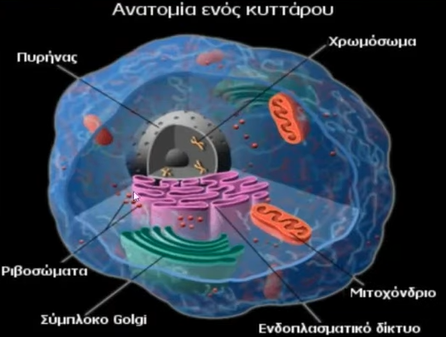 Ανατομία ενός κυττάρου
Χρωμόσωμα
Πυρήνας
Ριβοσώματα
Μιτοχόνδριο
Σύμπλοκο Golgi
Ενδοπλασματικό δίκτυο